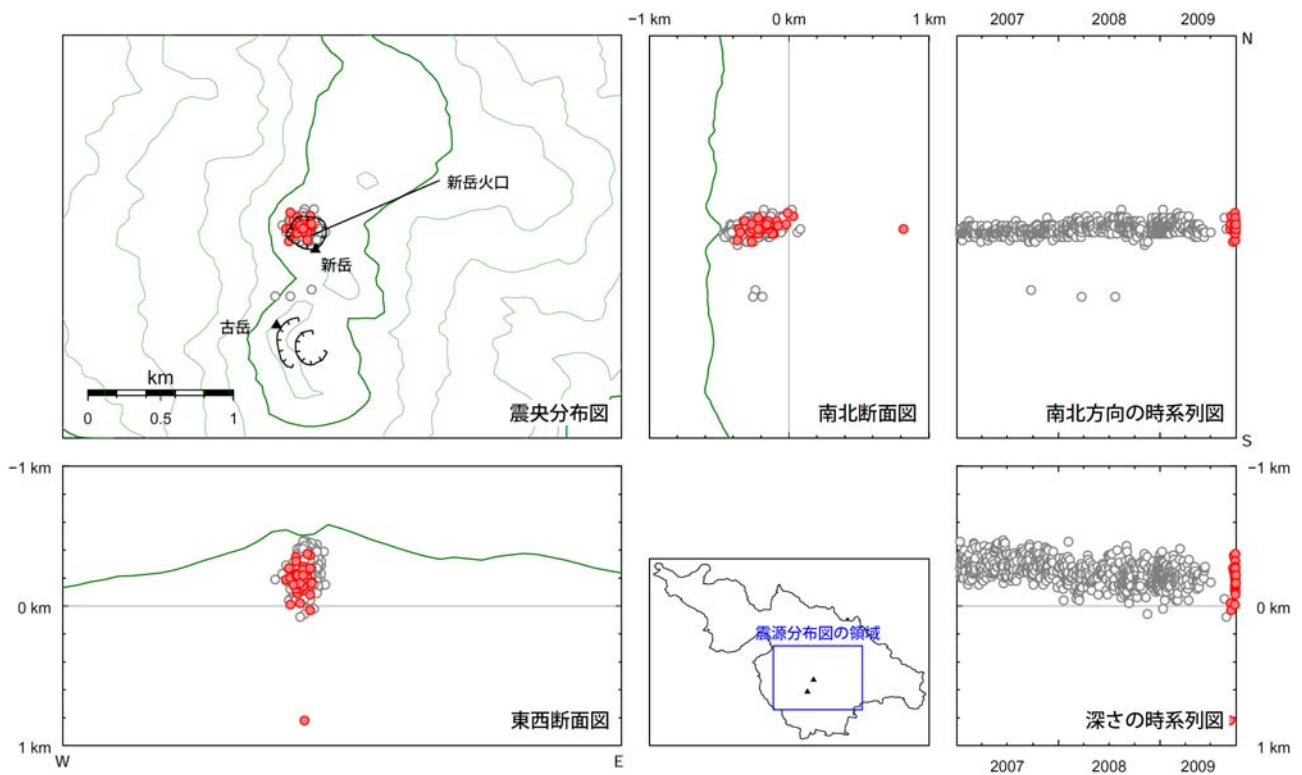 −1 km 0 km 1 km
2007 2008 2009
N
新岳火口
新岳
古岳
km
0 0.5 1
震央分布図
南北断面図
南北方向の時系列図
S
−1 km
0 km
1 km
W E
東西断面図
震源分布図の領域
−1 km
0 km
1 km
深さの時系列図
2007 2008 2009